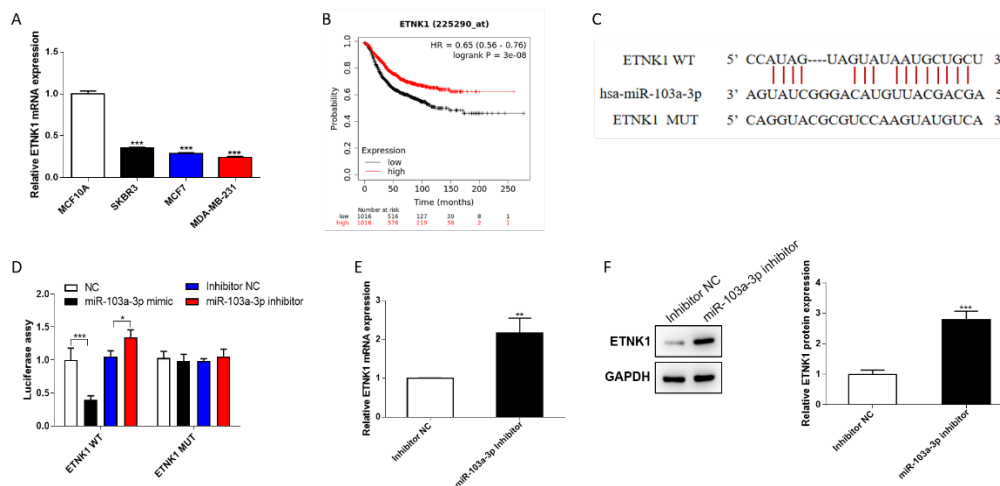 A
Relative ETNK1 mRNA expression
1.5
1.0
0.5
0.0
***
***
***
MCF10A
SKBR3
MCF7
MDA-MB-231
B
ETNK1 (225290_at)
HR = 0.65 (0.56 - 0.76)
logrank P = 3e-08
Probability
1.0
0.8
0.6
0.4
0.2
0.0
Expression
low
high
0 50 100 150 200 250
Time (months)
Number at risk
low 1016 516 127 30 8 1
high 1016 576 219 38 2 1
C
ETNK1 WT 5' CCAUAG----UAGUAUAAUGCUGCU 3
hsa-miR-103a-3p 3' AGUAUCGGGACAUGUUACGACGA 5
ETNK1 MUT 5' CAGGUACGCGUCCAAGUAUGUCA 3
D
NC
miR-103a-3p mimic
Inhibitor NC
miR-103a-3p inhibitor
Luciferase assy
2.0
1.5
1.0
0.5
0.0
***
*
ETNK1 WT
ETNK1 MUT
E
Relative ETNK1 mRNA expression
3
2
1
0
**
Inhibitor NC
miR-103a-3p Inhibitor
F
Inhibitor NC
miR-103a-3p inhibitor
ETNK1
GAPDH
Relative ETNK1 protein expression
4
3
2
1
0
***
Inhibitor NC
miR-103a-3p inhibitor